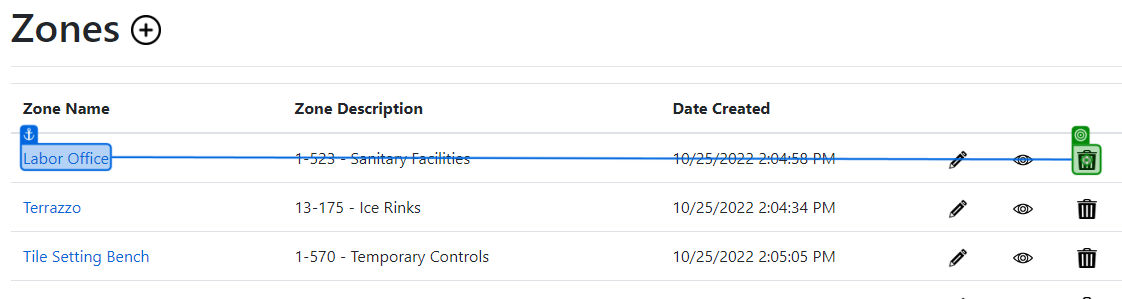 Zones
Zone Name Zone Description Date Created
Labor Office 1-523 - Sanitary Facilities 10/25/2022 2:04:58 PM
Terrazzo 13-175 - Ice Rinks 10/25/2022 2:04:34 PM
Tile Setting Bench 1-570 - Temporary Controls 10/25/2022 2:05:05 PM